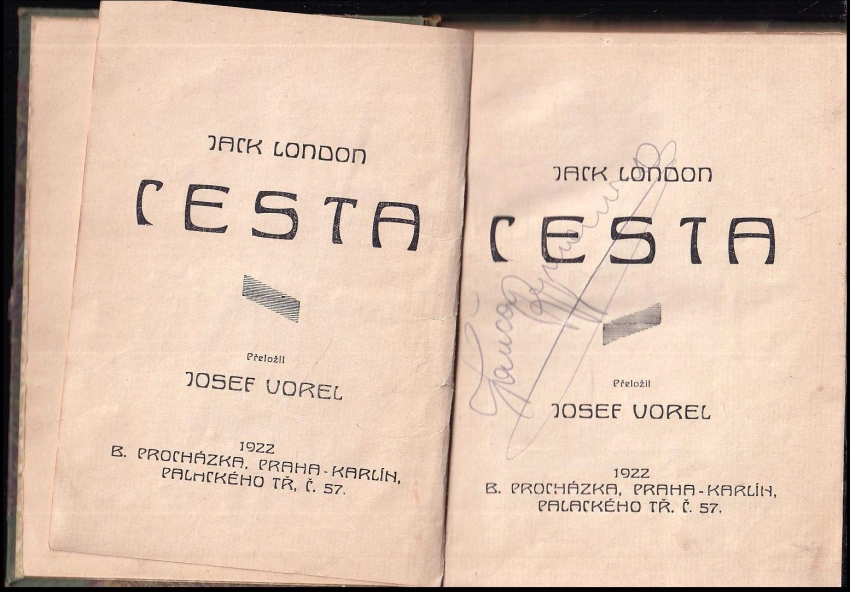 JACK LONDON
CESTA
Přeložil
JOSEF VOREL
1922
B. PROCHÁZKA, PRAHA-KARLÍN,
PALACKÉHO TŘ. Č. 57.
JACK LONDON
CESTA
Přeložil
JOSEF VOREL
1922
B. PROCHÁZKA, PRAHA-KARLÍN,
PALACKÉHO TŘ. Č. 57.